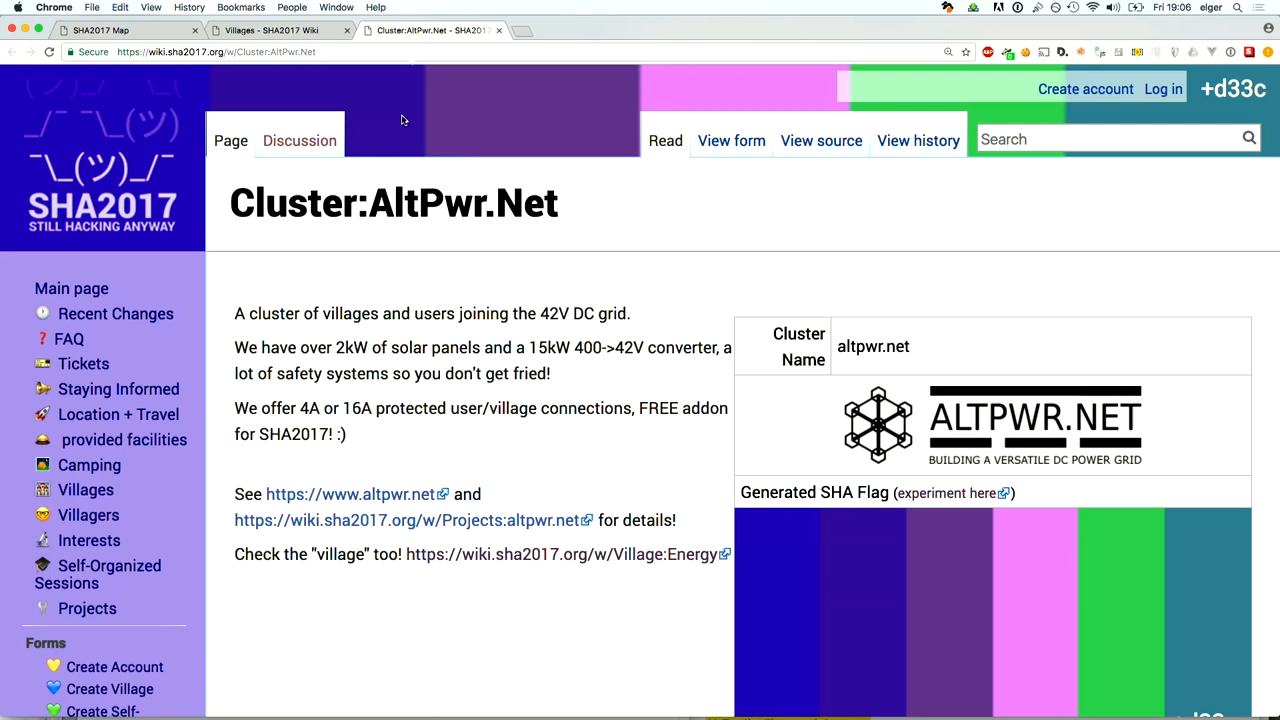 Chrome File Edit View History Bookmarks People Window Help Fri 19:06 elger
SHA2017 Map
Villages - SHA2017 Wiki
Cluster:AltPwr.Net - SHA201
Secure https://wiki.sha2017.org/w/Cluster:AltPwr.Net
Create account Log in +d33c
Page Discussion Read View form View source View history Search
¯\_(ツ)_/¯
SHA2017
STILL HACKING ANYWAY
Cluster:AltPwr.Net
Main page
Recent Changes
FAQ
Tickets
Staying Informed
Location + Travel
provided facilities
Camping
Villages
Villagers
Interests
Self-Organized
Sessions
Projects
Forms
Create Account
Create Village
Create Self-
A cluster of villages and users joining the 42V DC grid.
We have over 2kW of solar panels and a 15kW 400->42V converter, a
lot of safety systems so you don't get fried!
We offer 4A or 16A protected user/village connections, FREE addon
for SHA2017! :)
See https://www.altpwr.net and
https://wiki.sha2017.org/w/Projects:altpwr.net for details!
Check the "village" too! https://wiki.sha2017.org/w/Village:Energy
Cluster
Name
altpwr.net
ALTPWR.NET
BUILDING A VERSATILE DC POWER GRID
Generated SHA Flag (experiment here)